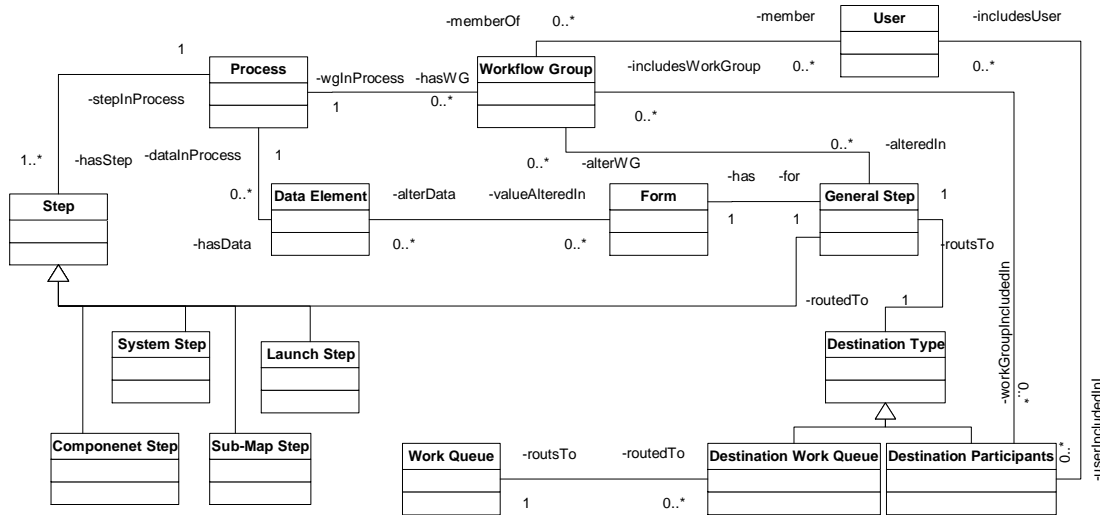 -memberOf
0..*
-member
User
-includesUser
1
Process
-wgInProcess
-hasWG
Workflow Group
-includesWorkGroup
0..*
0..*
-stepInProcess
1
0..*
0..*
1..*
-hasStep
-dataInProcess
1
0..*
-alterWG
0..*
-alteredIn
Step
0..*
Data Element
-alterData
-valueAlteredIn
Form
-has
-for
General Step
1
-hasData
0..*
0..*
1
1
-routsTo
-routedTo
1
-workGroupIncludedIn
0..*
System Step
Launch Step
Destination Type
-userIncludedInI
0..*
Componenet Step
Sub-Map Step
Work Queue
-routsTo
-routedTo
Destination Work Queue
Destination Participants
1
0..*